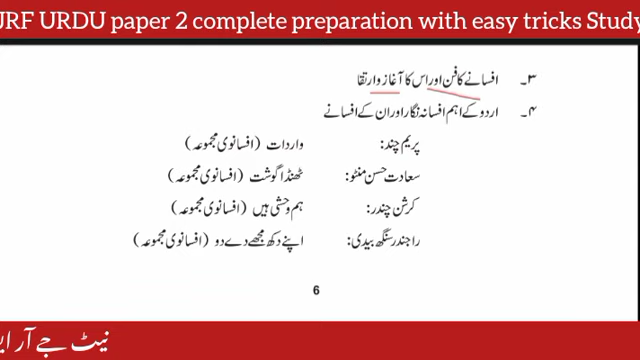 JRF URDU paper 2 complete preparation with easy tricks Study
۳۔ افسانے کا فن اور اس کا آغاز و ارتقا
۴۔ اردو کے اہم افسانہ نگار اور ان کے افسانے
پریم چند: واردات (افسانوی مجموعہ)
سعادت حسن منٹو: ٹھنڈا گوشت (افسانوی مجموعہ)
کرشن چندر: ہم وحشی ہیں (افسانوی مجموعہ)
راجندر سنگھ بیدی: اپنے دکھ مجھے دے دو (افسانوی مجموعہ)
6
نیٹ جے آر ایف